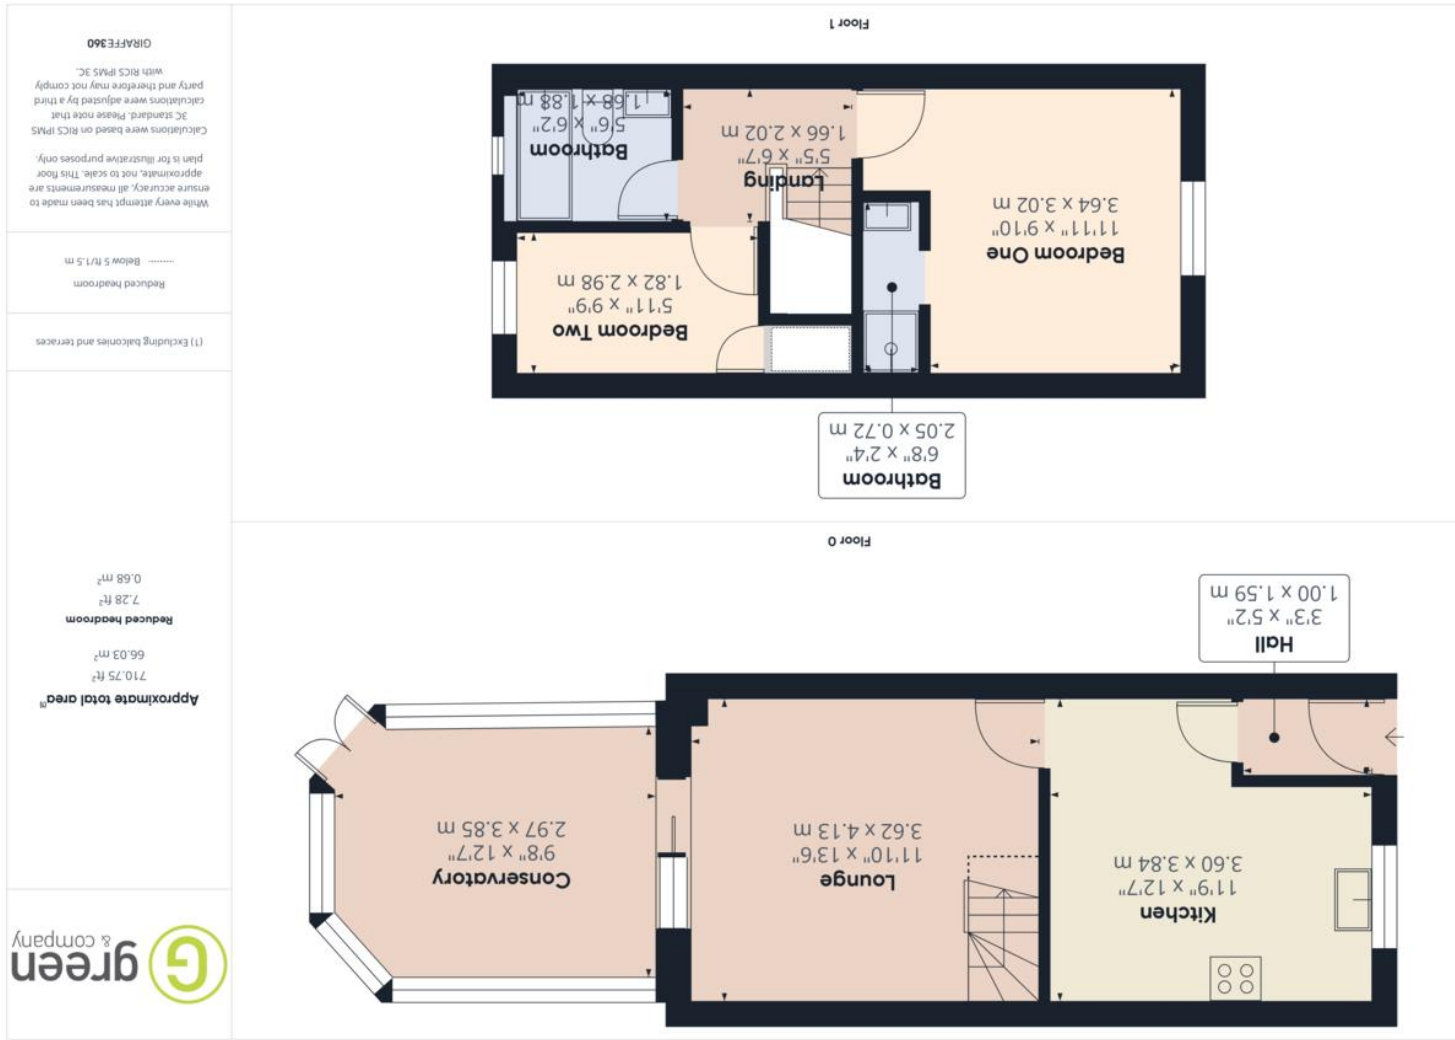 Kitchen
11'9" x 12'7"
3.60 x 3.84 m
Lounge
11'10" x 13'6"
3.62 x 4.13 m
Conservatory
9'8" x 12'7"
2.97 x 3.85 m
Hall
3'3" x 5'2"
1.00 x 1.59 m
Floor 0
Bathroom
6'8" x 2'4"
2.05 x 0.72 m
Bedroom One
11'11" x 9'10"
3.64 x 3.02 m
Bedroom Two
5'11" x 9'9"
1.82 x 2.98 m
Landing
5'5" x 6'7"
1.66 x 2.02 m
Bathroom
5'6" x 6'2"
1.68 x 1.88 m
Floor 1
G green
& company
Approximate total area(1)
710.75 ft²
66.03 m²
Reduced headroom
7.28 ft²
0.68 m²
(1) Excluding balconies and terraces
Reduced headroom
........ Below 5 ft/1.5 m
While every attempt has been made to
ensure accuracy, all measurements are
approximate, not to scale. This floor
plan is for illustrative purposes only.
Calculations were based on RICS IPMS
3C standard. Please note that
calculations were adjusted by a third
party and therefore may not comply
with RICS IPMS 3C.
GIRAFFE360